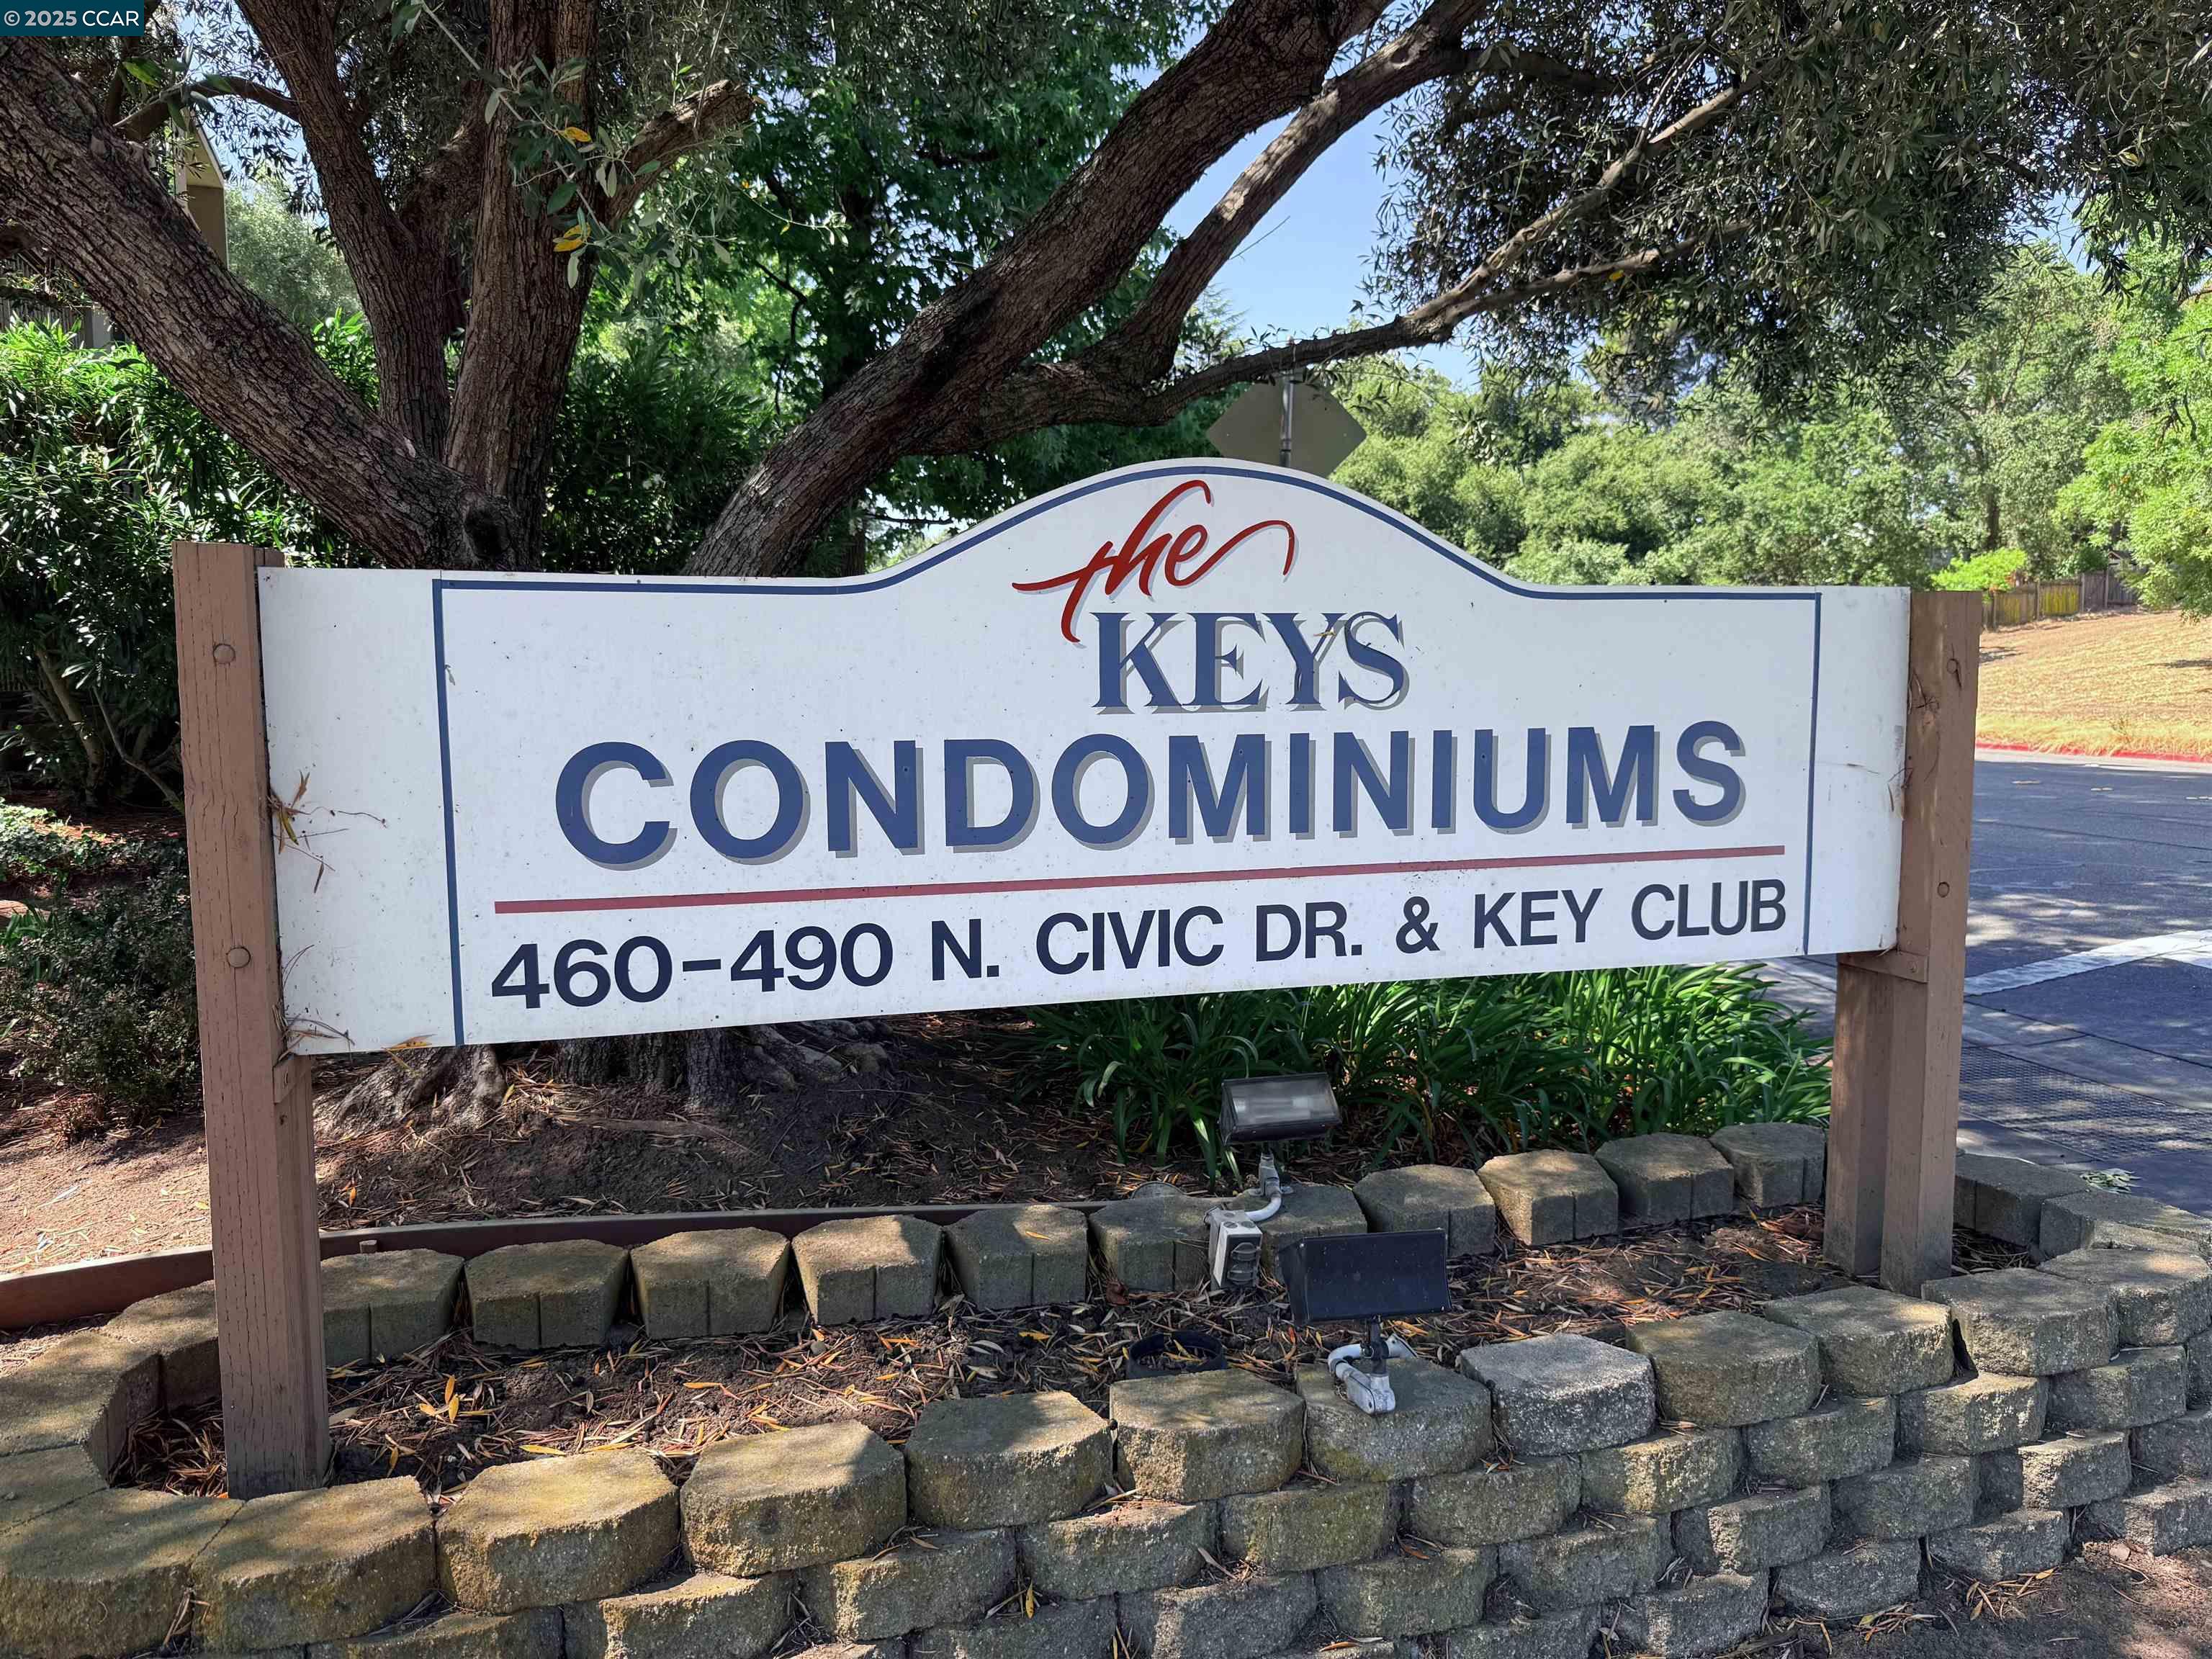 © 2025 CCAR
the
KEYS
CONDOMINIUMS
460-490 N. CIVIC DR. & KEY CLUB